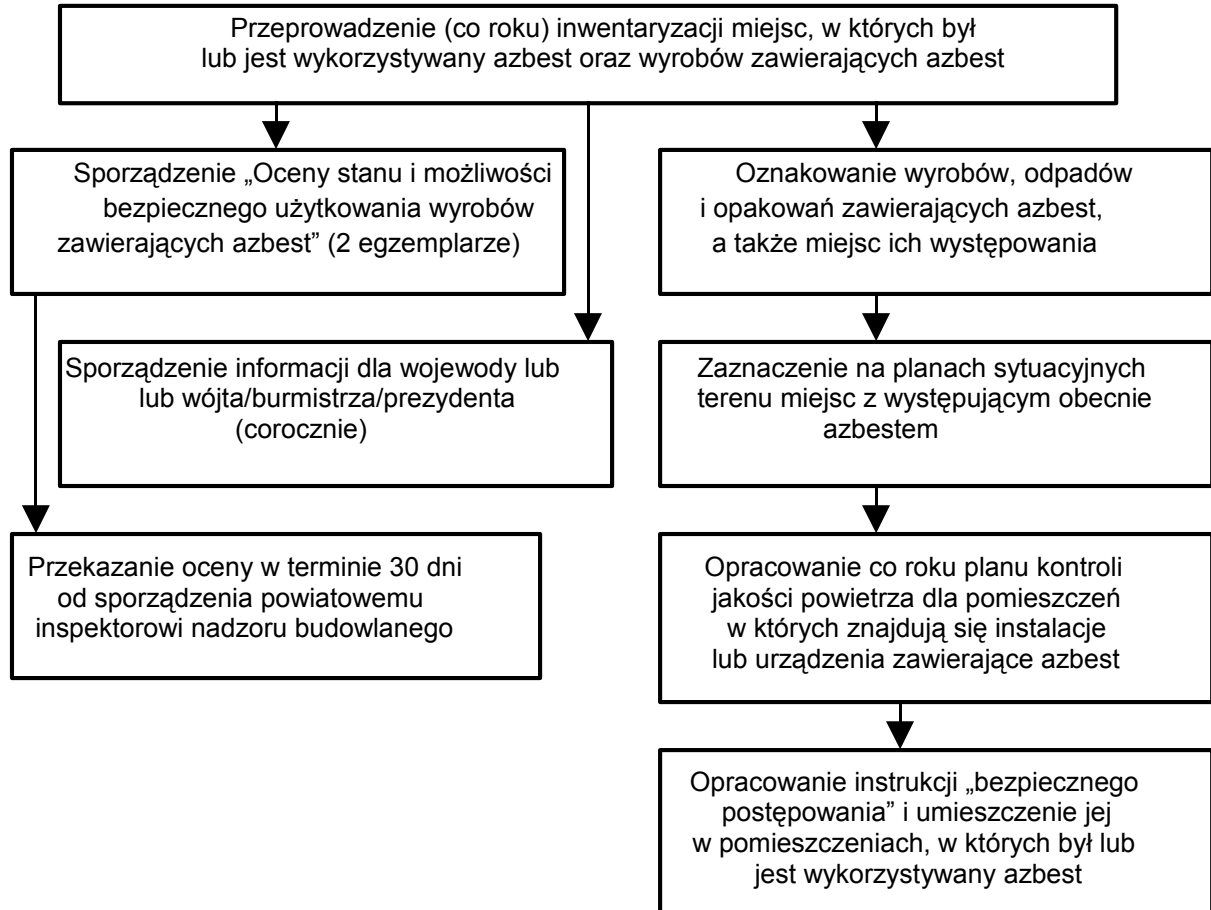 Przeprowadzenie (co roku) inwentaryzacji miejsc, w których był
lub jest wykorzystywany azbest oraz wyrobów zawierających azbest
Sporządzenie „Oceny stanu i możliwości
bezpiecznego użytkowania wyrobów
zawierających azbest” (2 egzemplarze)
Oznakowanie wyrobów, odpadów
i opakowań zawierających azbest,
a także miejsc ich występowania
Sporządzenie informacji dla wojewody lub
lub wójta/burmistrza/prezydenta
(corocznie)
Zaznaczenie na planach sytuacyjnych
terenu miejsc z występującym obecnie
azbestem
Przekazanie oceny w terminie 30 dni
od sporządzenia powiatowemu
inspektorowi nadzoru budowlanego
Opracowanie co roku planu kontroli
jakości powietrza dla pomieszczeń
w których znajdują się instalacje
lub urządzenia zawierające azbest
Opracowanie instrukcji „bezpiecznego
postępowania” i umieszczenie jej
w pomieszczeniach, w których był lub
jest wykorzystywany azbest